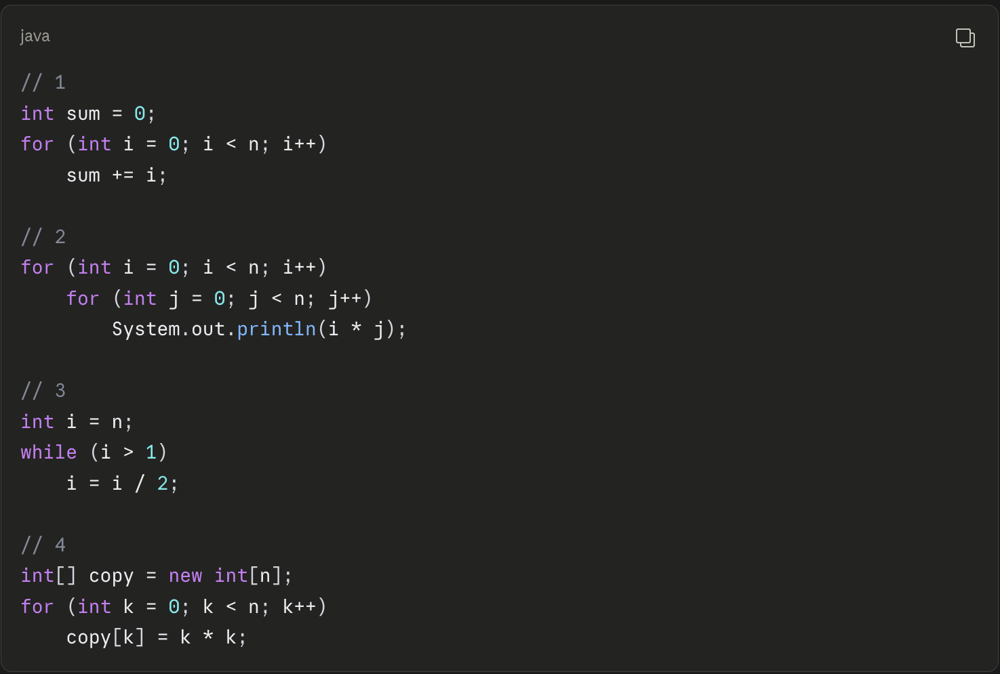 java
// 1
int sum = 0;
for (int i = 0; i < n; i++)
    sum += i;
// 2
for (int i = 0; i < n; i++)
    for (int j = 0; j < n; j++)
        System.out.println(i * j);
// 3
int i = n;
while (i > 1)
    i = i / 2;
// 4
int[] copy = new int[n];
for (int k = 0; k < n; k++)
    copy[k] = k * k;